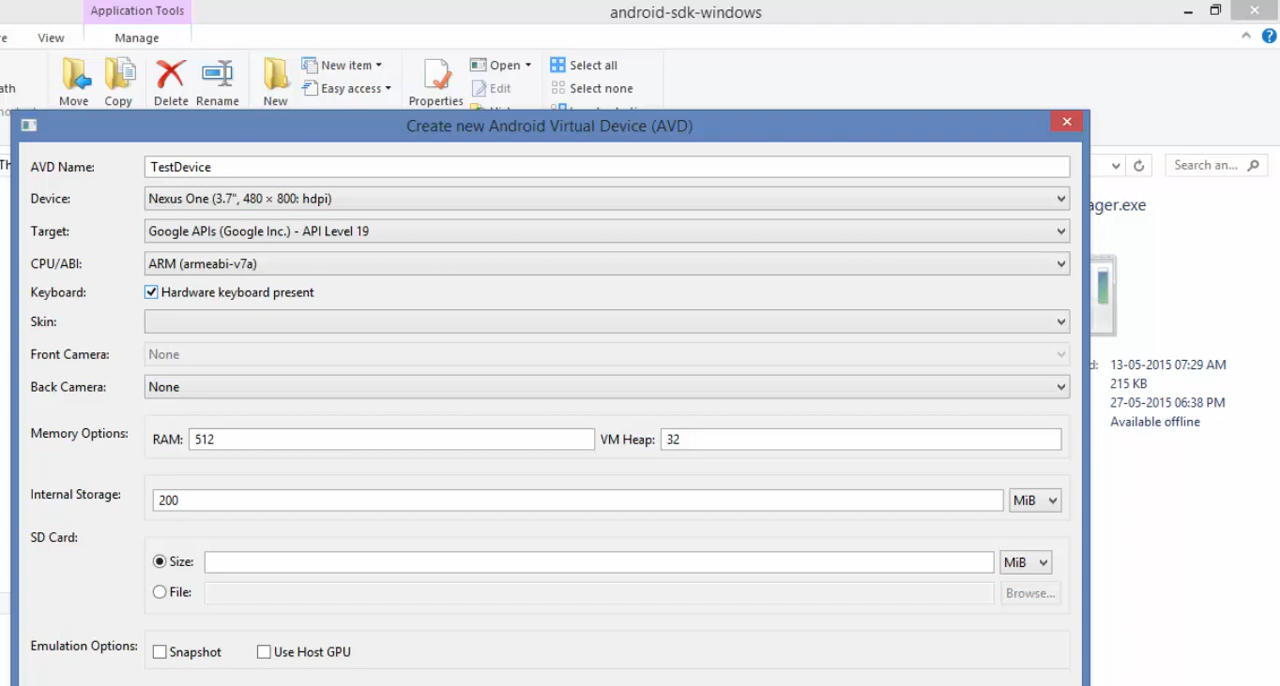 Application Tools
android-sdk-windows
View
Manage
New item
Open
Select all
Easy access
Edit
Select none
Move
Copy
Delete
Rename
New
Properties
Create new Android Virtual Device (AVD)
AVD Name: TestDevice
Search an...
Device: Nexus One (3.7", 480 × 800: hdpi)
ager.exe
Target: Google APIs (Google Inc.) - API Level 19
CPU/ABI: ARM (armeabi-v7a)
Keyboard: Hardware keyboard present
Skin:
Front Camera: None
13-05-2015 07:29 AM
Back Camera: None
215 KB
27-05-2015 06:38 PM
Available offline
Memory Options: RAM: 512 VM Heap: 32
Internal Storage: 200 MiB
SD Card:
Size: MiB
File: Browse...
Emulation Options: Snapshot Use Host GPU